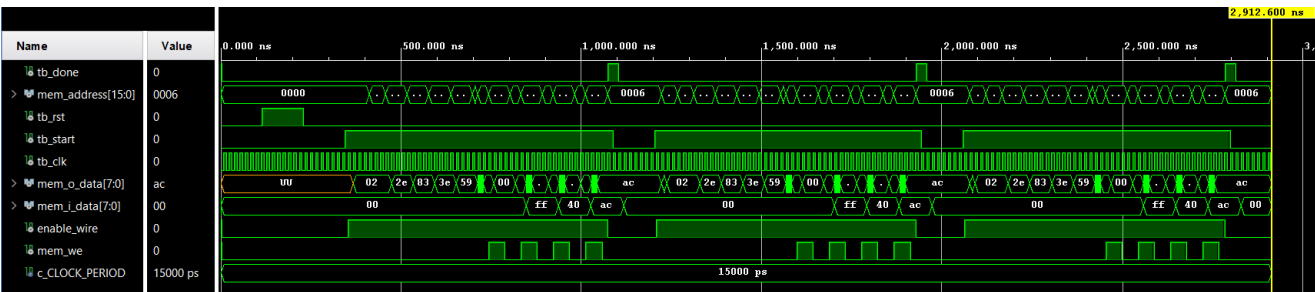 2,912.600 ns
Name Value 0.000 ns 500.000 ns 1,000.000 ns 1,500.000 ns 2,000.000 ns 2,500.000 ns 3,
tb_done 0
mem_address[15:0] 0006 0000 0006 0006 0006
tb_rst 0
tb_start 0
tb_clk 0
mem_o_data[7:0] ac UU 02 2e 83 3e 59 00 ac 02 2e 83 3e 59 00 ac 02 2e 83 3e 59 00 ac
mem_i_data[7:0] 00 00 ff 40 ac 00 ff 40 ac 00 ff 40 ac 00
enable_wire 0
mem_we 0
c_CLOCK_PERIOD 15000 ps 15000 ps